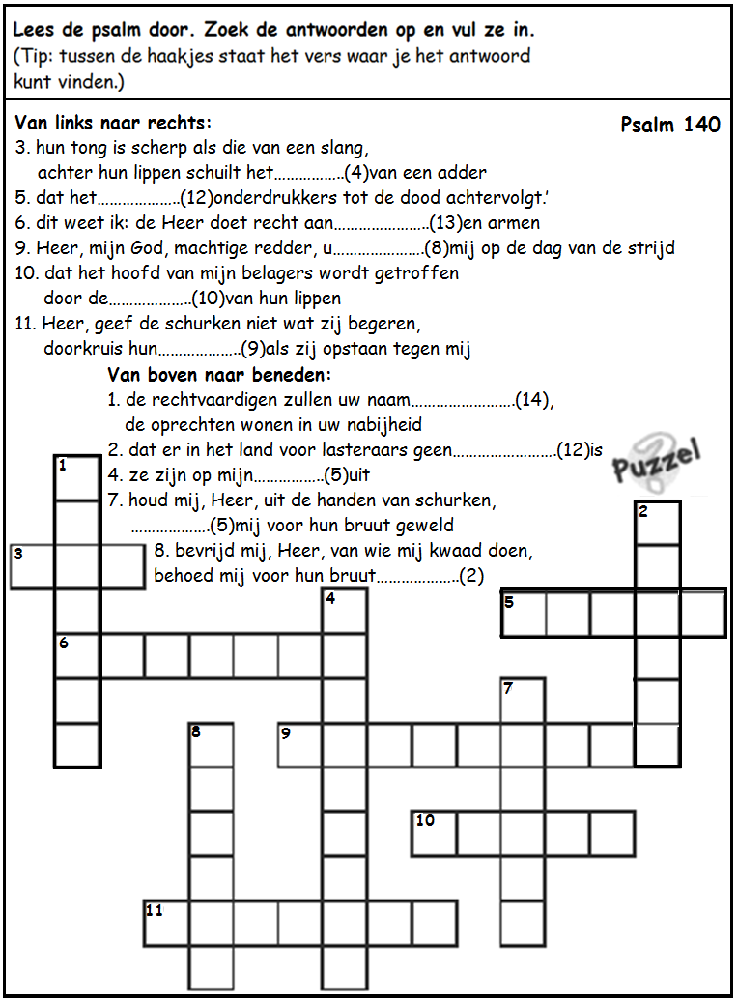 Lees de psalm door. Zoek de antwoorden op en vul ze in.
(Tip: tussen de haakjes staat het vers waar je het antwoord
kunt vinden.)
Van links naar rechts:
Psalm 140
3. hun tong is scherp als die van een slang,
achter hun lippen schuilt het……………..(4)van een adder
5. dat het………………..(12)onderdrukkers tot de dood achtervolgt.’
6. dit weet ik: de Heer doet recht aan…………………..(13)en armen
9. Heer, mijn God, machtige redder, u………………….(8)mij op de dag van de strijd
10. dat het hoofd van mijn belagers wordt getroffen
door de………………..(10)van hun lippen
11. Heer, geef de schurken niet wat zij begeren,
doorkruis hun………………..(9)als zij opstaan tegen mij
Van boven naar beneden:
1. de rechtvaardigen zullen uw naam…………………….(14),
de oprechten wonen in uw nabijheid
2. dat er in het land voor lasteraars geen…………………….(12)is
4. ze zijn op mijn……………..(5)uit
7. houd mij, Heer, uit de handen van schurken,
……………….(5)mij voor hun bruut geweld
8. bevrijd mij, Heer, van wie mij kwaad doen,
behoed mij voor hun bruut………………..(2)
Puzzel
?
1
2
3
4
5
6
7
8
9
10
11